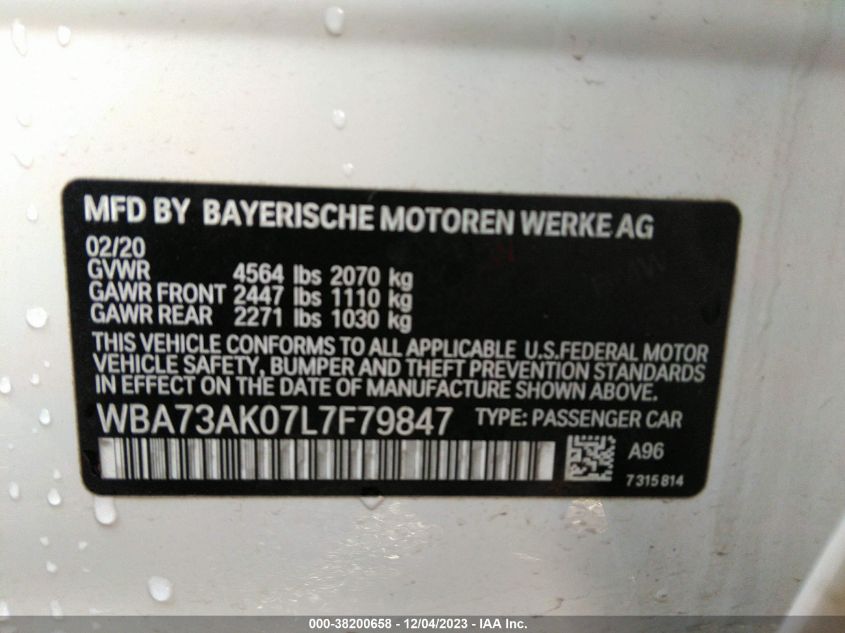 MFD BY BAYERISCHE MOTOREN WERKE AG
02/20
GVWR 4564 lbs 2070 kg
GAWR FRONT 2447 lbs 1110 kg
GAWR REAR 2271 lbs 1030 kg
THIS VEHICLE CONFORMS TO ALL APPLICABLE U.S.FEDERAL MOTOR
VEHICLE SAFETY, BUMPER AND THEFT PREVENTION STANDARDS
IN EFFECT ON THE DATE OF MANUFACTURE SHOWN ABOVE.
WBA73AK07L7F79847 TYPE: PASSENGER CAR
A96
7315814
000-38200658 - 12/04/2023 - IAA Inc.